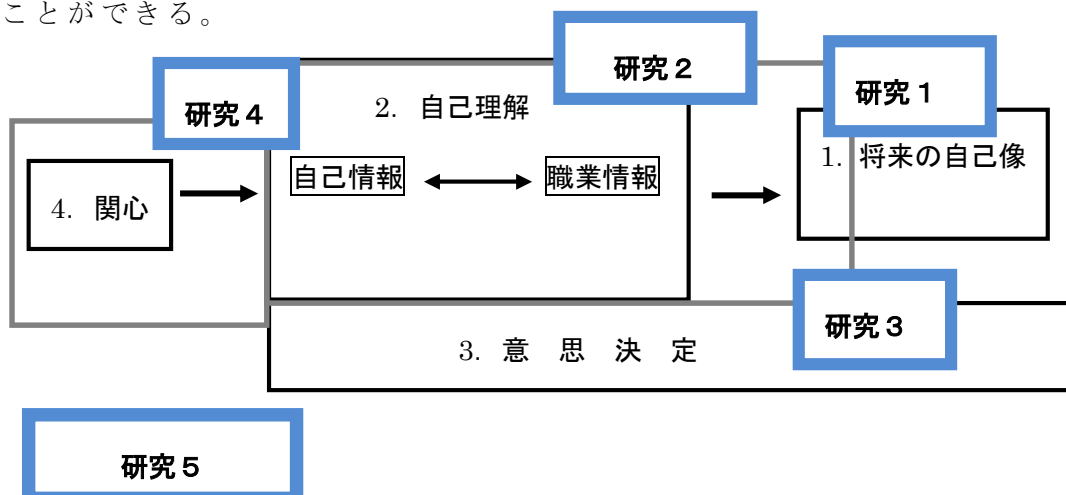 ことができる。
研究２
研究１
研究４
2. 自己理解
1. 将来の自己像
自己情報
職業情報
4. 関心
研究３
3. 意 思 決 定
研究５